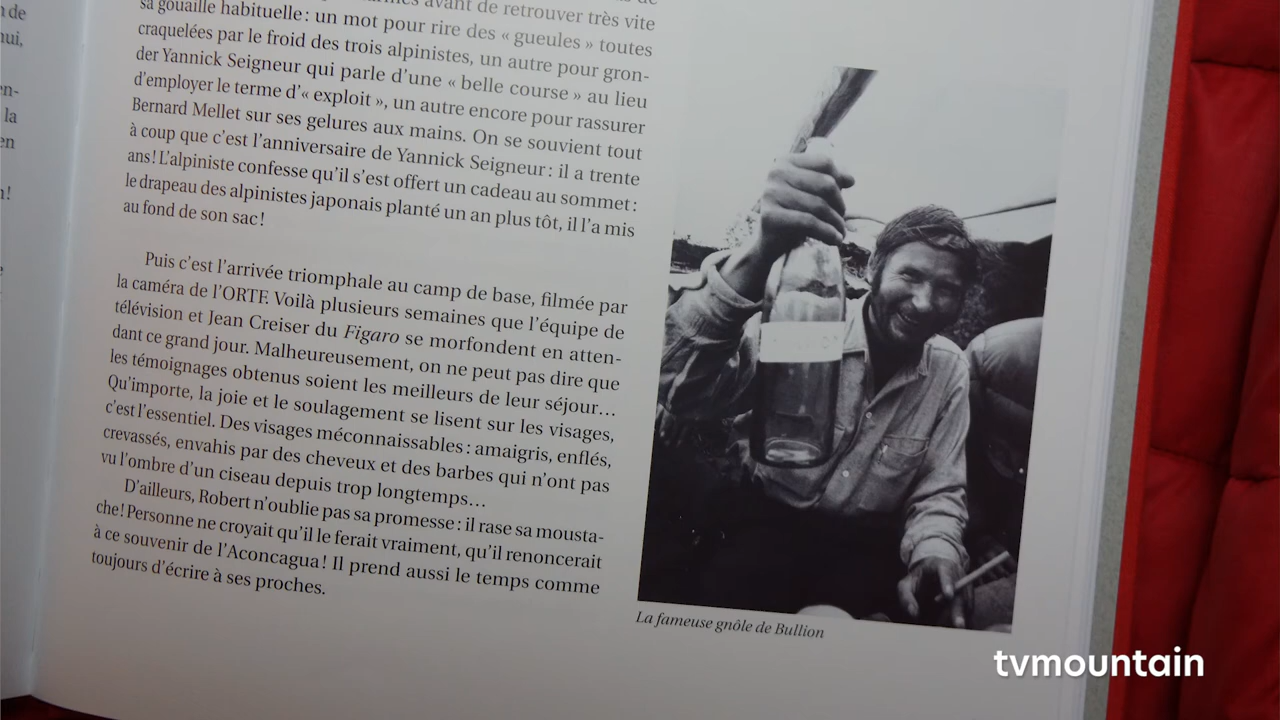 n de
nui,
en-
la
en
n!
avant de retrouver très vite
sa gouaille habituelle : un mot pour rire des « gueules » toutes
craquelées par le froid des trois alpinistes, un autre pour gron-
der Yannick Seigneur qui parle d'une « belle course » au lieu
d'employer le terme d'« exploit », un autre encore pour rassurer
Bernard Mellet sur ses gelures aux mains. On se souvient tout
à coup que c'est l'anniversaire de Yannick Seigneur : il a trente
ans ! L'alpiniste confesse qu'il s'est offert un cadeau au sommet :
le drapeau des alpinistes japonais planté un an plus tôt, il l'a mis
au fond de son sac !
Puis c'est l'arrivée triomphale au camp de base, filmée par
la caméra de l'ORTF. Voilà plusieurs semaines que l'équipe de
télévision et Jean Creiser du Figaro se morfondent en atten-
dant ce grand jour. Malheureusement, on ne peut pas dire que
les témoignages obtenus soient les meilleurs de leur séjour…
Qu'importe, la joie et le soulagement se lisent sur les visages,
c'est l'essentiel. Des visages méconnaissables : amaigris, enflés,
crevassés, envahis par des cheveux et des barbes qui n'ont pas
vu l'ombre d'un ciseau depuis trop longtemps…
D'ailleurs, Robert n'oublie pas sa promesse : il rase sa mousta-
che ! Personne ne croyait qu'il le ferait vraiment, qu'il renoncerait
à ce souvenir de l'Aconcagua ! Il prend aussi le temps comme
toujours d'écrire à ses proches.
La fameuse gnôle de Bullion
tvmountain